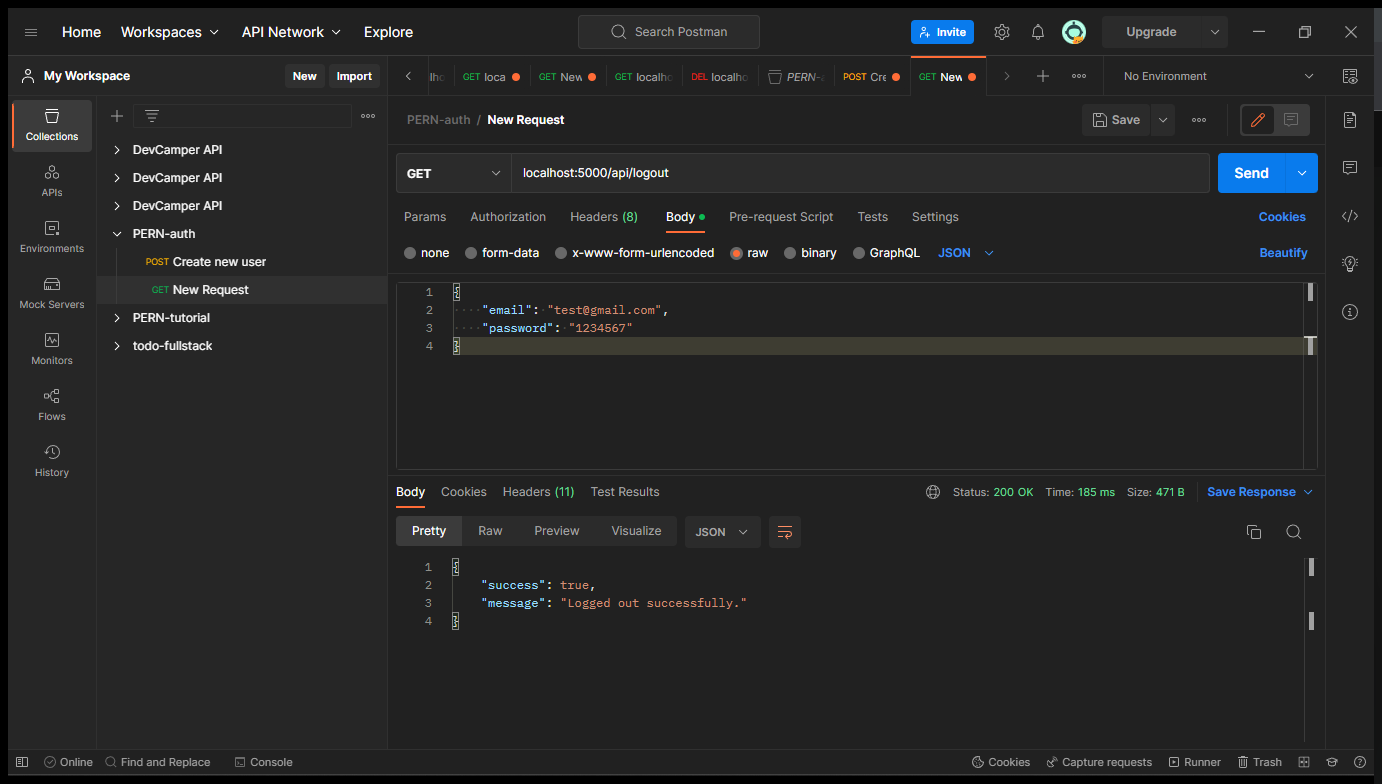 Home Workspaces API Network Explore Search Postman Invite Upgrade
My Workspace New Import GET loca GET New GET localh DEL localh PERN-a POST Cre GET New No Environment
Collections
APIs
Environments
Mock Servers
Monitors
Flows
History
DevCamper API
DevCamper API
DevCamper API
PERN-auth
POST Create new user
GET New Request
PERN-tutorial
todo-fullstack
PERN-auth / New Request Save
GET localhost:5000/api/logout Send
Params Authorization Headers (8) Body Pre-request Script Tests Settings Cookies
none form-data x-www-form-urlencoded raw binary GraphQL JSON Beautify
1 {
2 "email": "test@gmail.com",
3 "password": "1234567"
4 }
Body Cookies Headers (11) Test Results Status: 200 OK Time: 185 ms Size: 471 B Save Response
Pretty Raw Preview Visualize JSON
1 {
2 "success": true,
3 "message": "Logged out successfully."
4 }
Online Find and Replace Console Cookies Capture requests Runner Trash